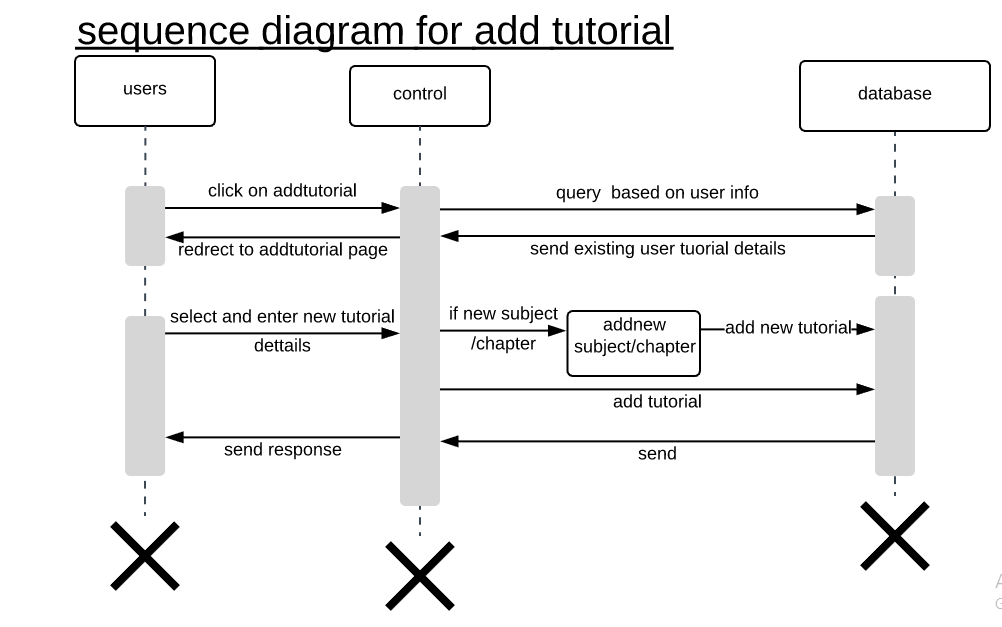 sequence diagram for add tutorial
users
control
database
click on addtutorial
query  based on user info
redrect to addtutorial page
send existing user tuorial details
select and enter new tutorial
dettails
if new subject
/chapter
addnew
subject/chapter
add new tutorial
add tutorial
send response
send